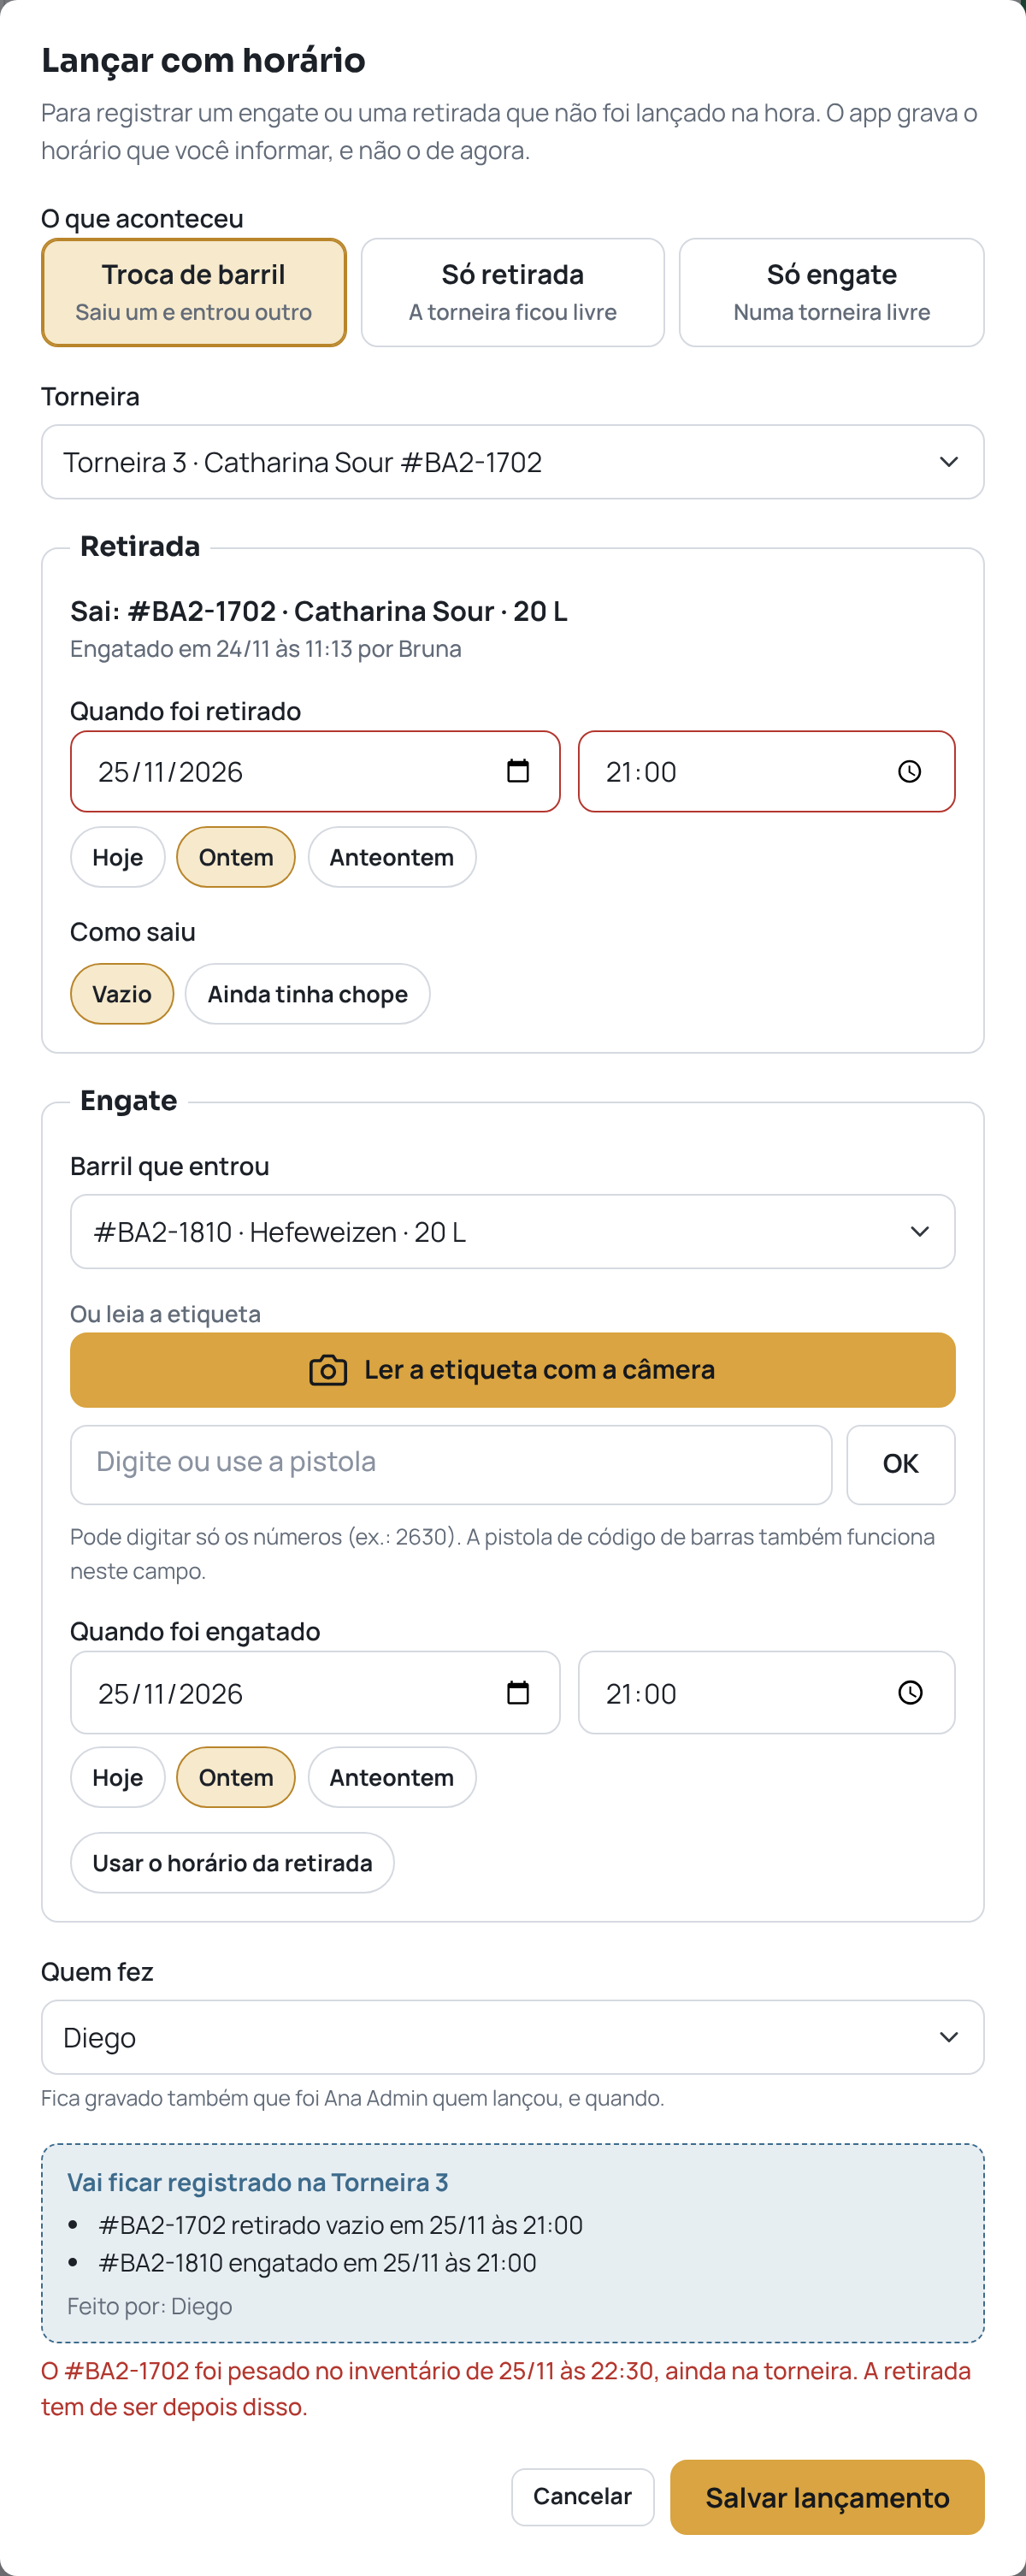 Lançar com horário
Para registrar um engate ou uma retirada que não foi lançado na hora. O app grava o
horário que você informar, e não o de agora.
O que aconteceu
Troca de barril
Saiu um e entrou outro
Só retirada
A torneira ficou livre
Só engate
Numa torneira livre
Torneira
Torneira 3 · Catharina Sour #BA2-1702
Retirada
Sai: #BA2-1702 · Catharina Sour · 20 L
Engatado em 24/11 às 11:13 por Bruna
Quando foi retirado
25/11/2026
21:00
Hoje
Ontem
Anteontem
Como saiu
Vazio
Ainda tinha chope
Engate
Barril que entrou
#BA2-1810 · Hefeweizen · 20 L
Ou leia a etiqueta
Ler a etiqueta com a câmera
Digite ou use a pistola
OK
Pode digitar só os números (ex.: 2630). A pistola de código de barras também funciona
neste campo.
Quando foi engatado
25/11/2026
21:00
Hoje
Ontem
Anteontem
Usar o horário da retirada
Quem fez
Diego
Fica gravado também que foi Ana Admin quem lançou, e quando.
Vai ficar registrado na Torneira 3
• #BA2-1702 retirado vazio em 25/11 às 21:00
• #BA2-1810 engatado em 25/11 às 21:00
Feito por: Diego
O #BA2-1702 foi pesado no inventário de 25/11 às 22:30, ainda na torneira. A retirada
tem de ser depois disso.
Cancelar
Salvar lançamento